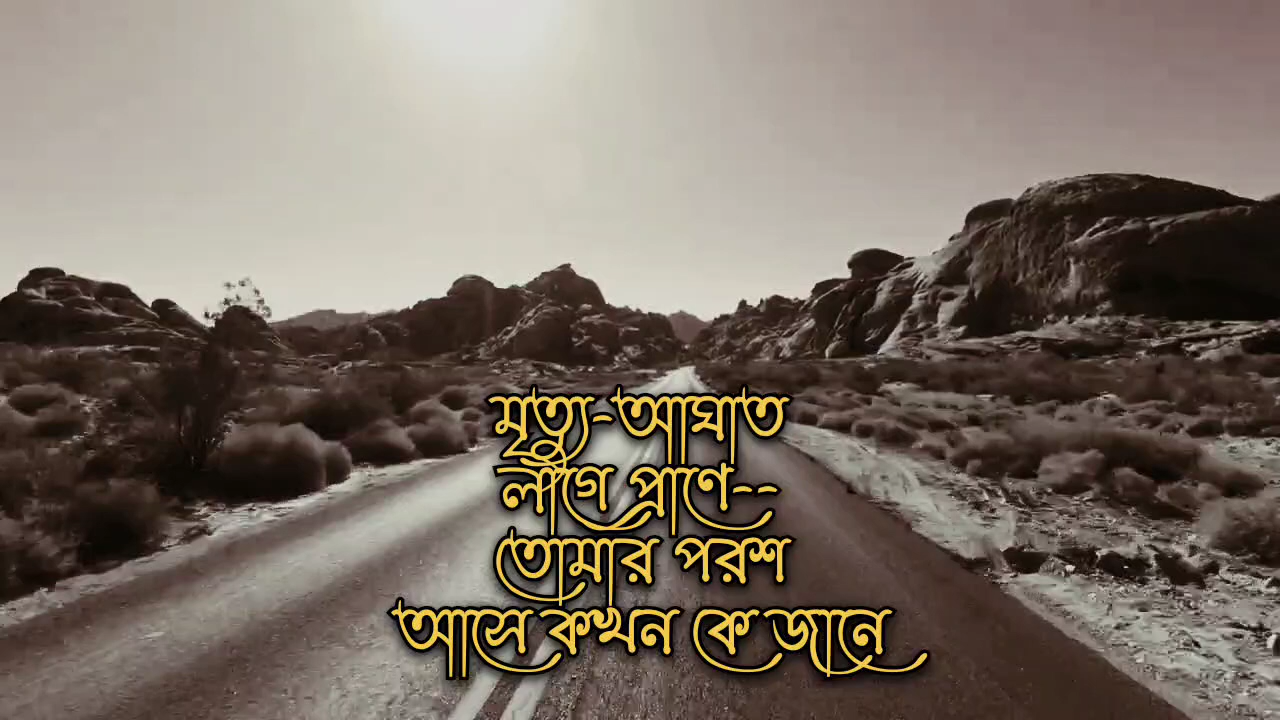 মৃত্যু-আঘাত
লাগে প্রাণে--
তোমার পরশ
আসে কখন কে জানে